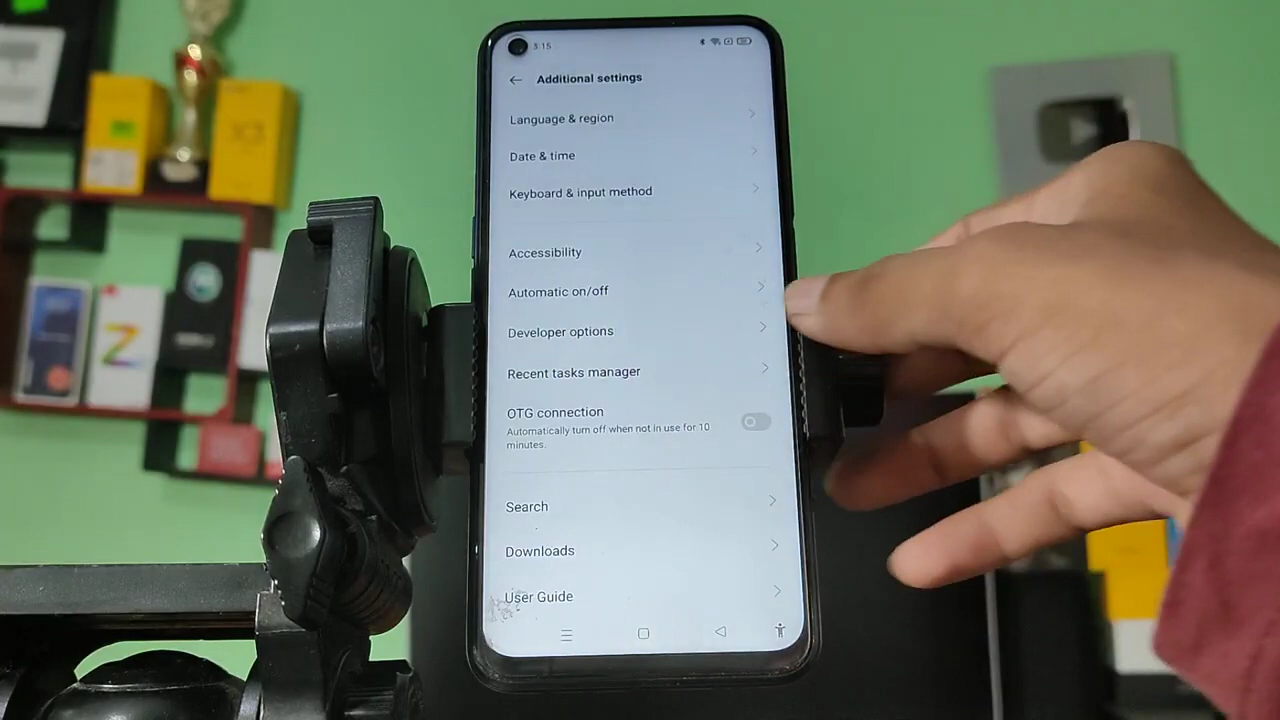 3:15
Additional settings
Language & region
Date & time
Keyboard & input method
Accessibility
Automatic on/off
Developer options
Recent tasks manager
OTG connection
Automatically turn off when not in use for 10
minutes.
Search
Downloads
User Guide